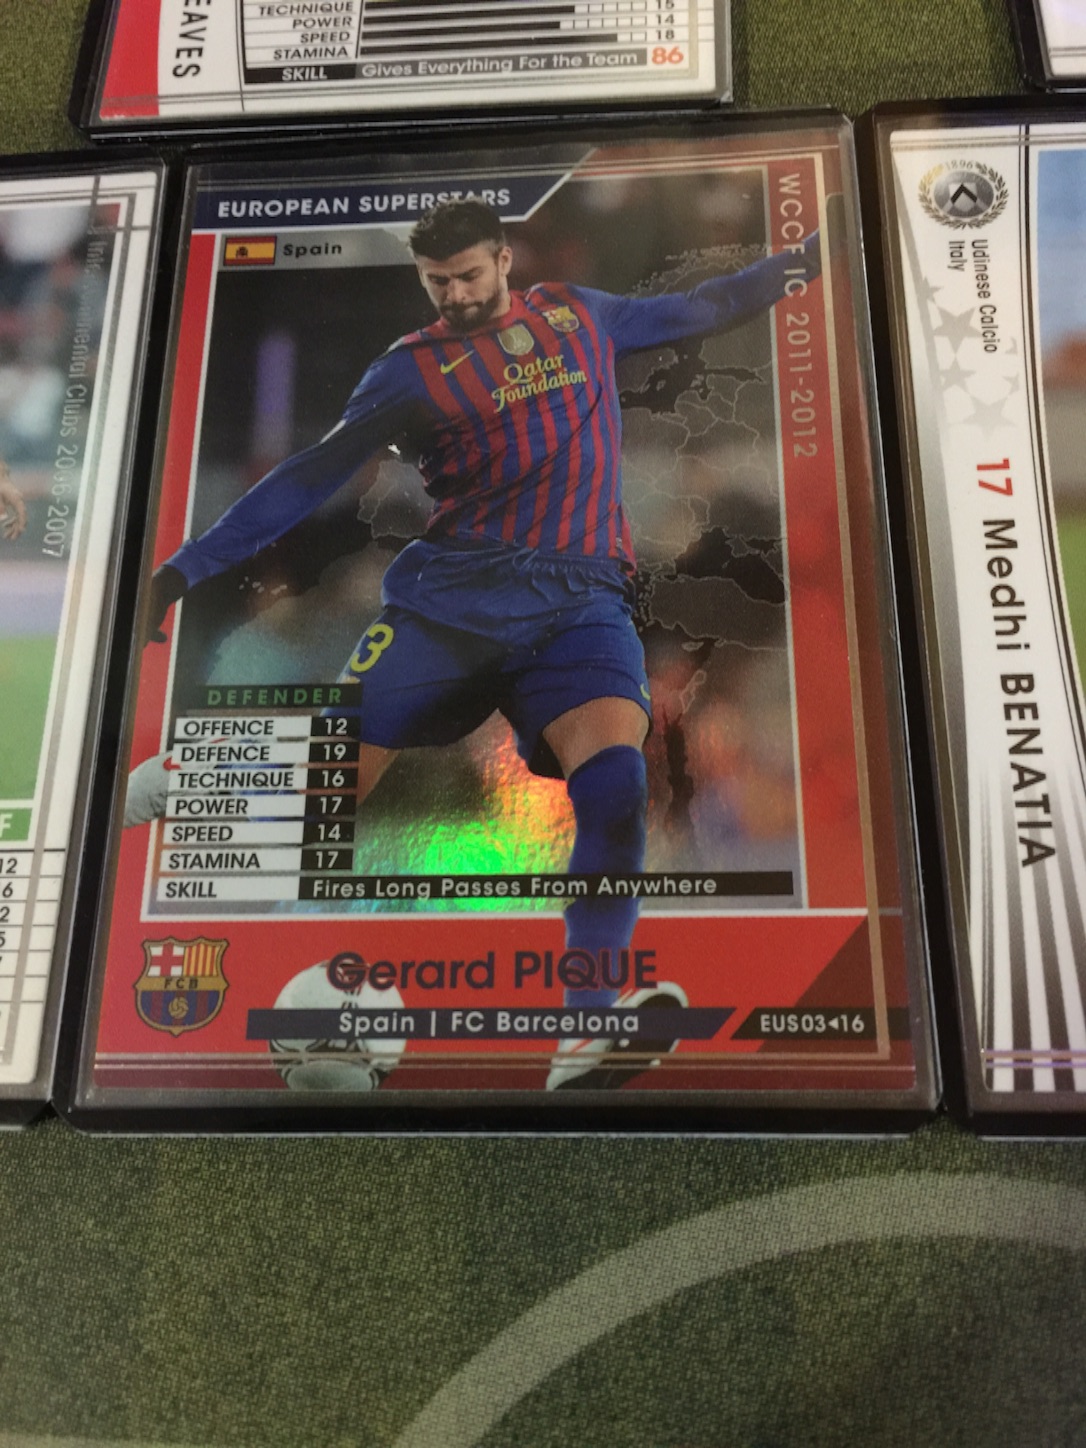 EAVES
TECHNIQUE 15
POWER 14
SPEED 18
STAMINA
SKILL Gives Everything For the Team 86
EUROPEAN SUPERSTARS
Spain
WCCF IC 2011-2012
Qatar
Foundation
3
DEFENDER
OFFENCE 12
DEFENCE 19
TECHNIQUE 16
POWER 17
SPEED 14
STAMINA 17
SKILL Fires Long Passes From Anywhere
FCB
Gerard PIQUE
Spain | FC Barcelona
EUS03◂16
Clubs 2006-2007
F
12
6
2
5
1896
Udinese Calcio
Italy
17 Medhi BENATIA